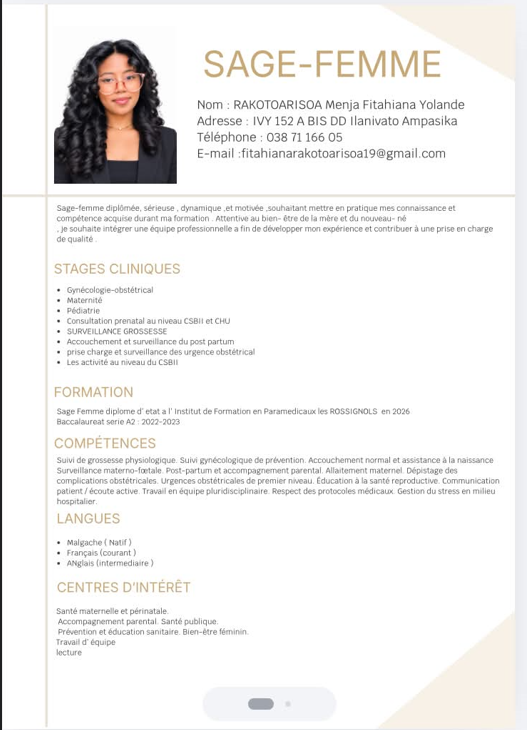 SAGE-FEMME
Nom : RAKOTOARISOA Menja Fitahiana Yolande
Adresse : IVY 152 A BIS DD Ilanivato Ampasika
Téléphone : 038 71 166 05
E-mail :fitahianarakotoarisoa19@gmail.com
Sage-femme diplômée, sérieuse , dynamique ,et motivée ,souhaitant mettre en pratique mes connaissance et
compétence acquise durant ma formation . Attentive au bien- être de la mère et du nouveau- né
, je souhaite intégrer une équipe professionnelle a fin de développer mon expérience et contribuer à une prise en charge
de qualité .
STAGES CLINIQUES
• Gynécologie-obstétrical
• Maternité
• Pédiatrie
• Consultation prenatal au niveau CSBII et CHU
• SURVEILLANCE GROSSESSE
• Accouchement et surveillance du post partum
• prise charge et surveillance des urgence obstétrical
• Les activité au niveau du CSBII
FORMATION
Sage Femme diplome d' etat a l' Institut de Formation en Paramedicaux les ROSSIGNOLS en 2026
Baccalaureat serie A2 : 2022-2023
COMPÉTENCES
Suivi de grossesse physiologique. Suivi gynécologique de prévention. Accouchement normal et assistance à la naissance
Surveillance materno-fœtale. Post-partum et accompagnement parental. Allaitement maternel. Dépistage des
complications obstétricales. Urgences obstétricales de premier niveau. Éducation à la santé reproductive. Communication
patient / écoute active. Travail en équipe pluridisciplinaire. Respect des protocoles médicaux. Gestion du stress en milieu
hospitalier.
LANGUES
• Malgache ( Natif )
• Français (courant )
• ANglais (intermediaire )
CENTRES D'INTÉRÊT
Santé maternelle et périnatale.
Accompagnement parental. Santé publique.
Prévention et éducation sanitaire. Bien-être féminin.
Travail d' équipe
lecture